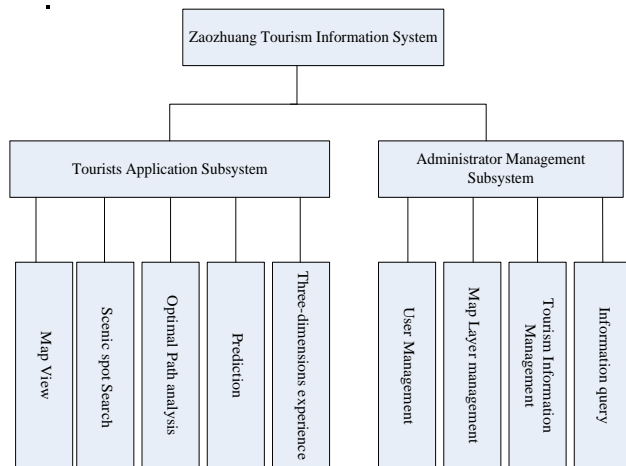 Zaozhuang Tourism Information System
Tourists Application Subsystem
Administrator Management
Subsystem
Map View
Scenic spot Search
Optimal Path analysis
Prediction
Three-dimensions experience
User Management
Map Layer management
Tourism Information
Management
Information query